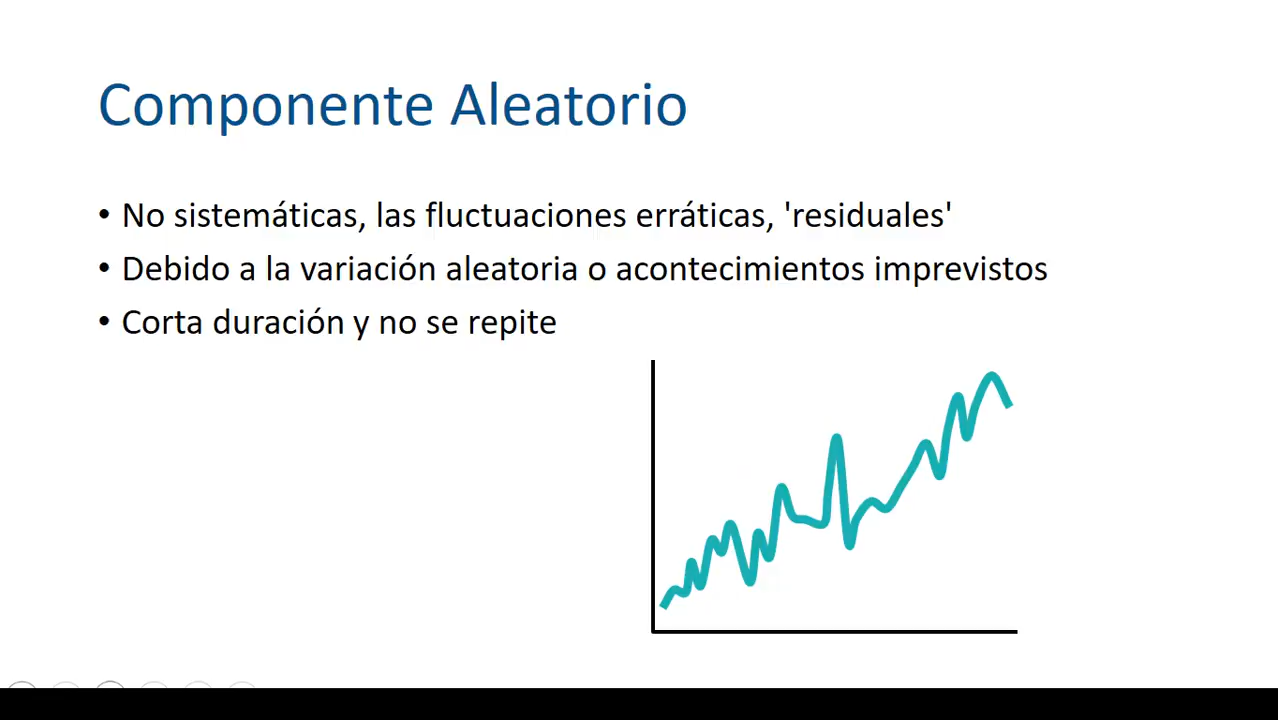 Componente Aleatorio
• No sistemáticas, las fluctuaciones erráticas, 'residuales'
• Debido a la variación aleatoria o acontecimientos imprevistos
• Corta duración y no se repite